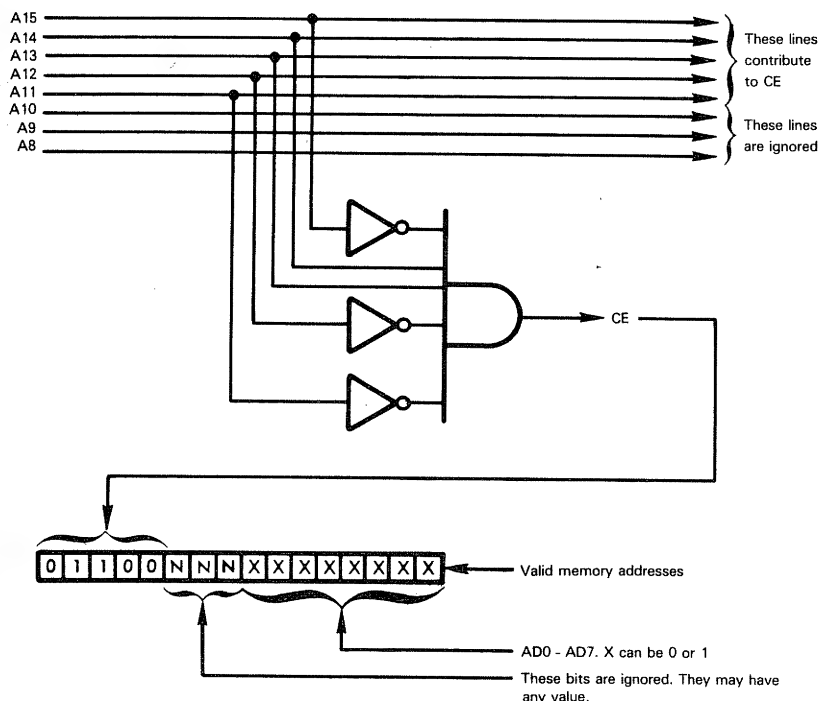 A15
A14
A13
A12
A11
A10
A9
A8
These lines
contribute
to CE
These lines
are ignored
CE
0 1 1 0 0 N N N X X X X X X X X
Valid memory addresses
AD0 - AD7. X can be 0 or 1
These bits are ignored. They may have
any value.